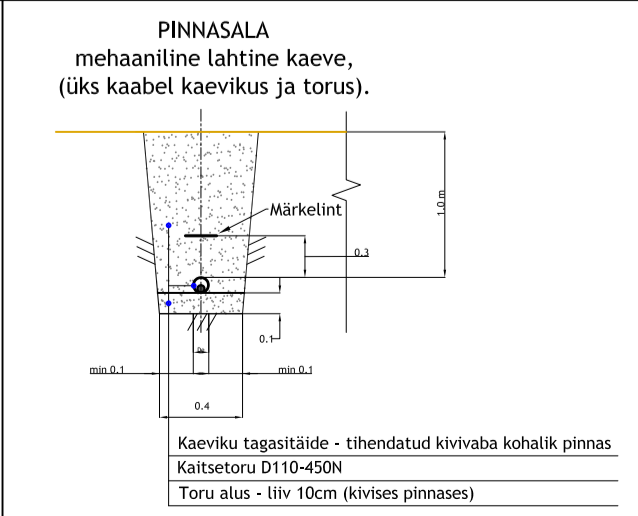 PINNASALA
mehaaniline lahtine kaeve,
(üks kaabel kaevikus ja torus).
Märkelint
1.0 m
0.3
0.1
De
min 0.1
min 0.1
0.4
Kaeviku tagasitäide - tihendatud kivivaba kohalik pinnas
Kaitsetoru D110-450N
Toru alus - liiv 10cm (kivises pinnases)